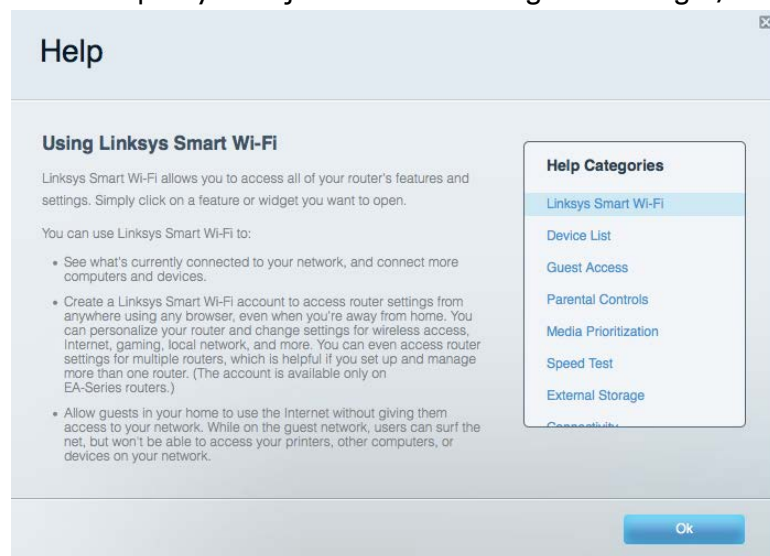 Help
Using Linksys Smart Wi-Fi
Linksys Smart Wi-Fi allows you to access all of your router's features and
settings. Simply click on a feature or widget you want to open.
You can use Linksys Smart Wi-Fi to:
• See what's currently connected to your network, and connect more
computers and devices.
• Create a Linksys Smart Wi-Fi account to access router settings from
anywhere using any browser, even when you're away from home. You
can personalize your router and change settings for wireless access,
Internet, gaming, local network, and more. You can even access router
settings for multiple routers, which is helpful if you set up and manage
more than one router. (The account is available only on
EA-Series routers.)
• Allow guests in your home to use the Internet without giving them
access to your network. While on the guest network, users can surf the
net, but won't be able to access your printers, other computers, or
devices on your network.
Help Categories
Linksys Smart Wi-Fi
Device List
Guest Access
Parental Controls
Media Prioritization
Speed Test
External Storage
Connectivity
Ok